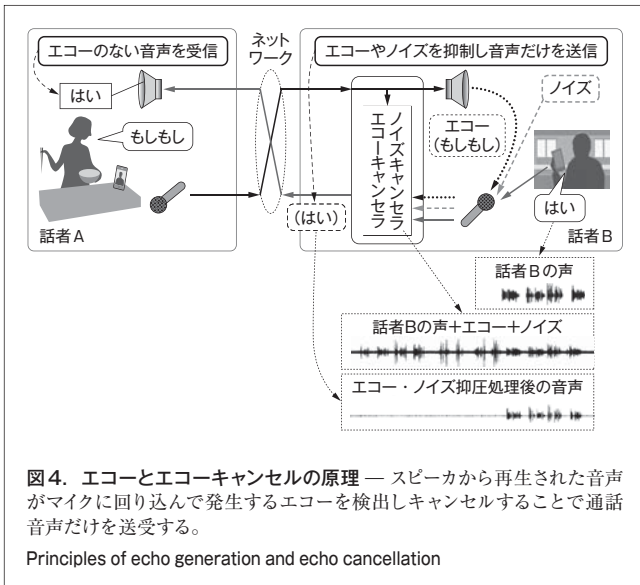 エコーのない音声を受信
ネット
ワーク
エコーやノイズを抑制し音声だけを送信
はい
もしもし
話者A
(はい)
ノイズキャンセラ
エコーキャンセラ
エコー
(もしもし)
ノイズ
はい
話者B
話者Bの声
話者Bの声+エコー+ノイズ
エコー・ノイズ抑圧処理後の音声
図4. エコーとエコーキャンセルの原理 — スピーカから再生された音声
がマイクに回り込んで発生するエコーを検出しキャンセルすることで通話
音声だけを送受する。
Principles of echo generation and echo cancellation